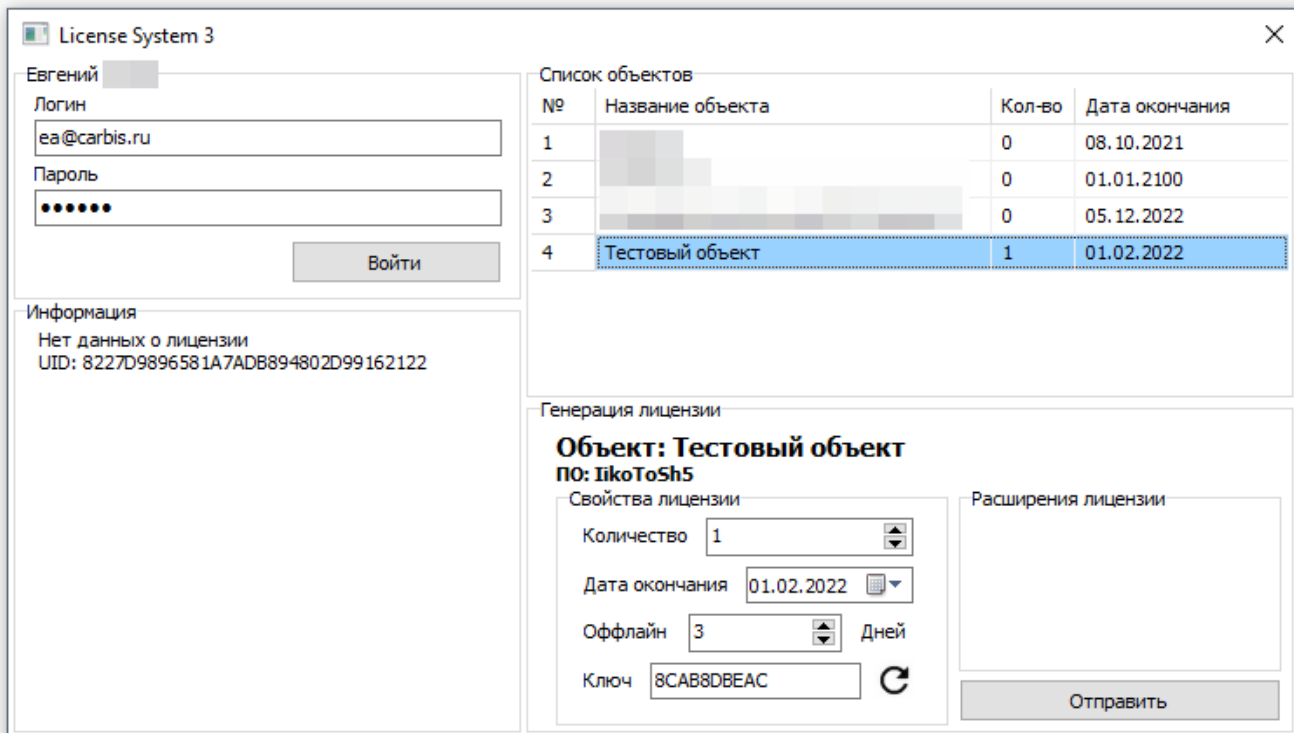 License System 3
Евгений
Логин
ea@carbis.ru
Пароль
●●●●●●
Войти
Информация
Нет данных о лицензии
UID: 8227D9896581A7ADB894802D99162122
Список объектов
№ Название объекта Кол-во Дата окончания
1 0 08.10.2021
2 0 01.01.2100
3 0 05.12.2022
4 Тестовый объект 1 01.02.2022
Генерация лицензии
Объект: Тестовый объект
ПО: IikoToSh5
Свойства лицензии
Количество 1
Дата окончания 01.02.2022
Оффлайн 3 Дней
Ключ 8CAB8DBEAC
Расширения лицензии
Отправить